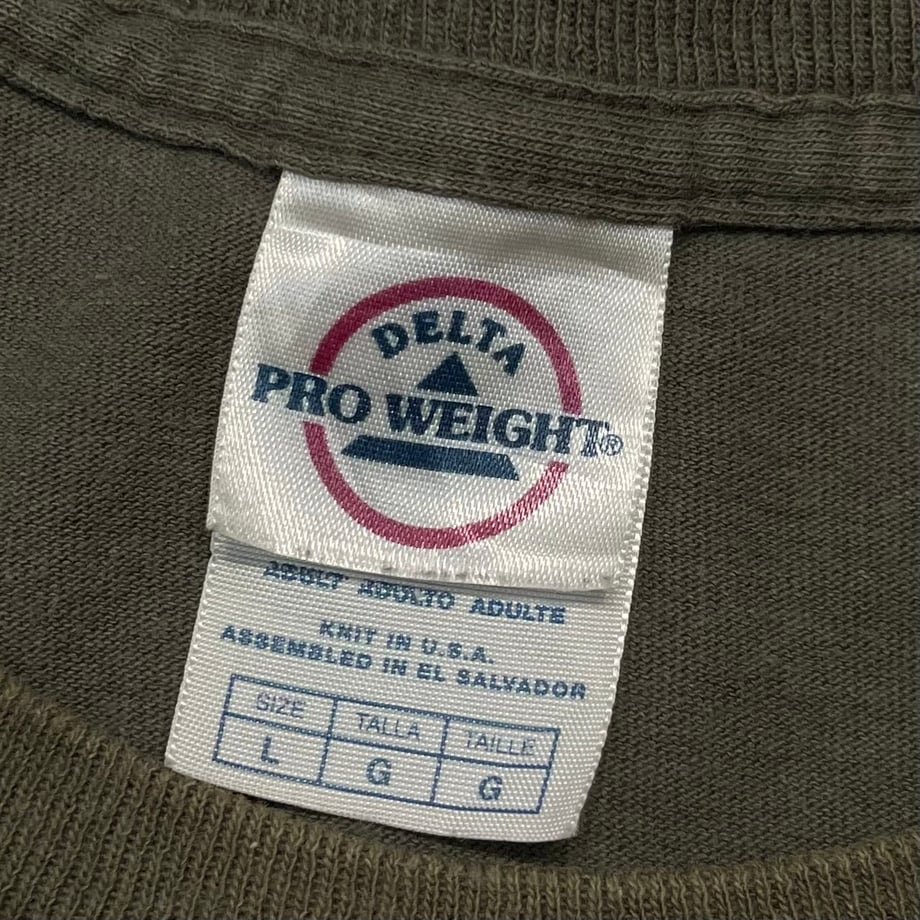 DELTA
PRO WEIGHT®
ADULT ADULTO ADULTE
KNIT IN U.S.A.
ASSEMBLED IN EL SALVADOR
SIZE TALLA TAILLE
L G G